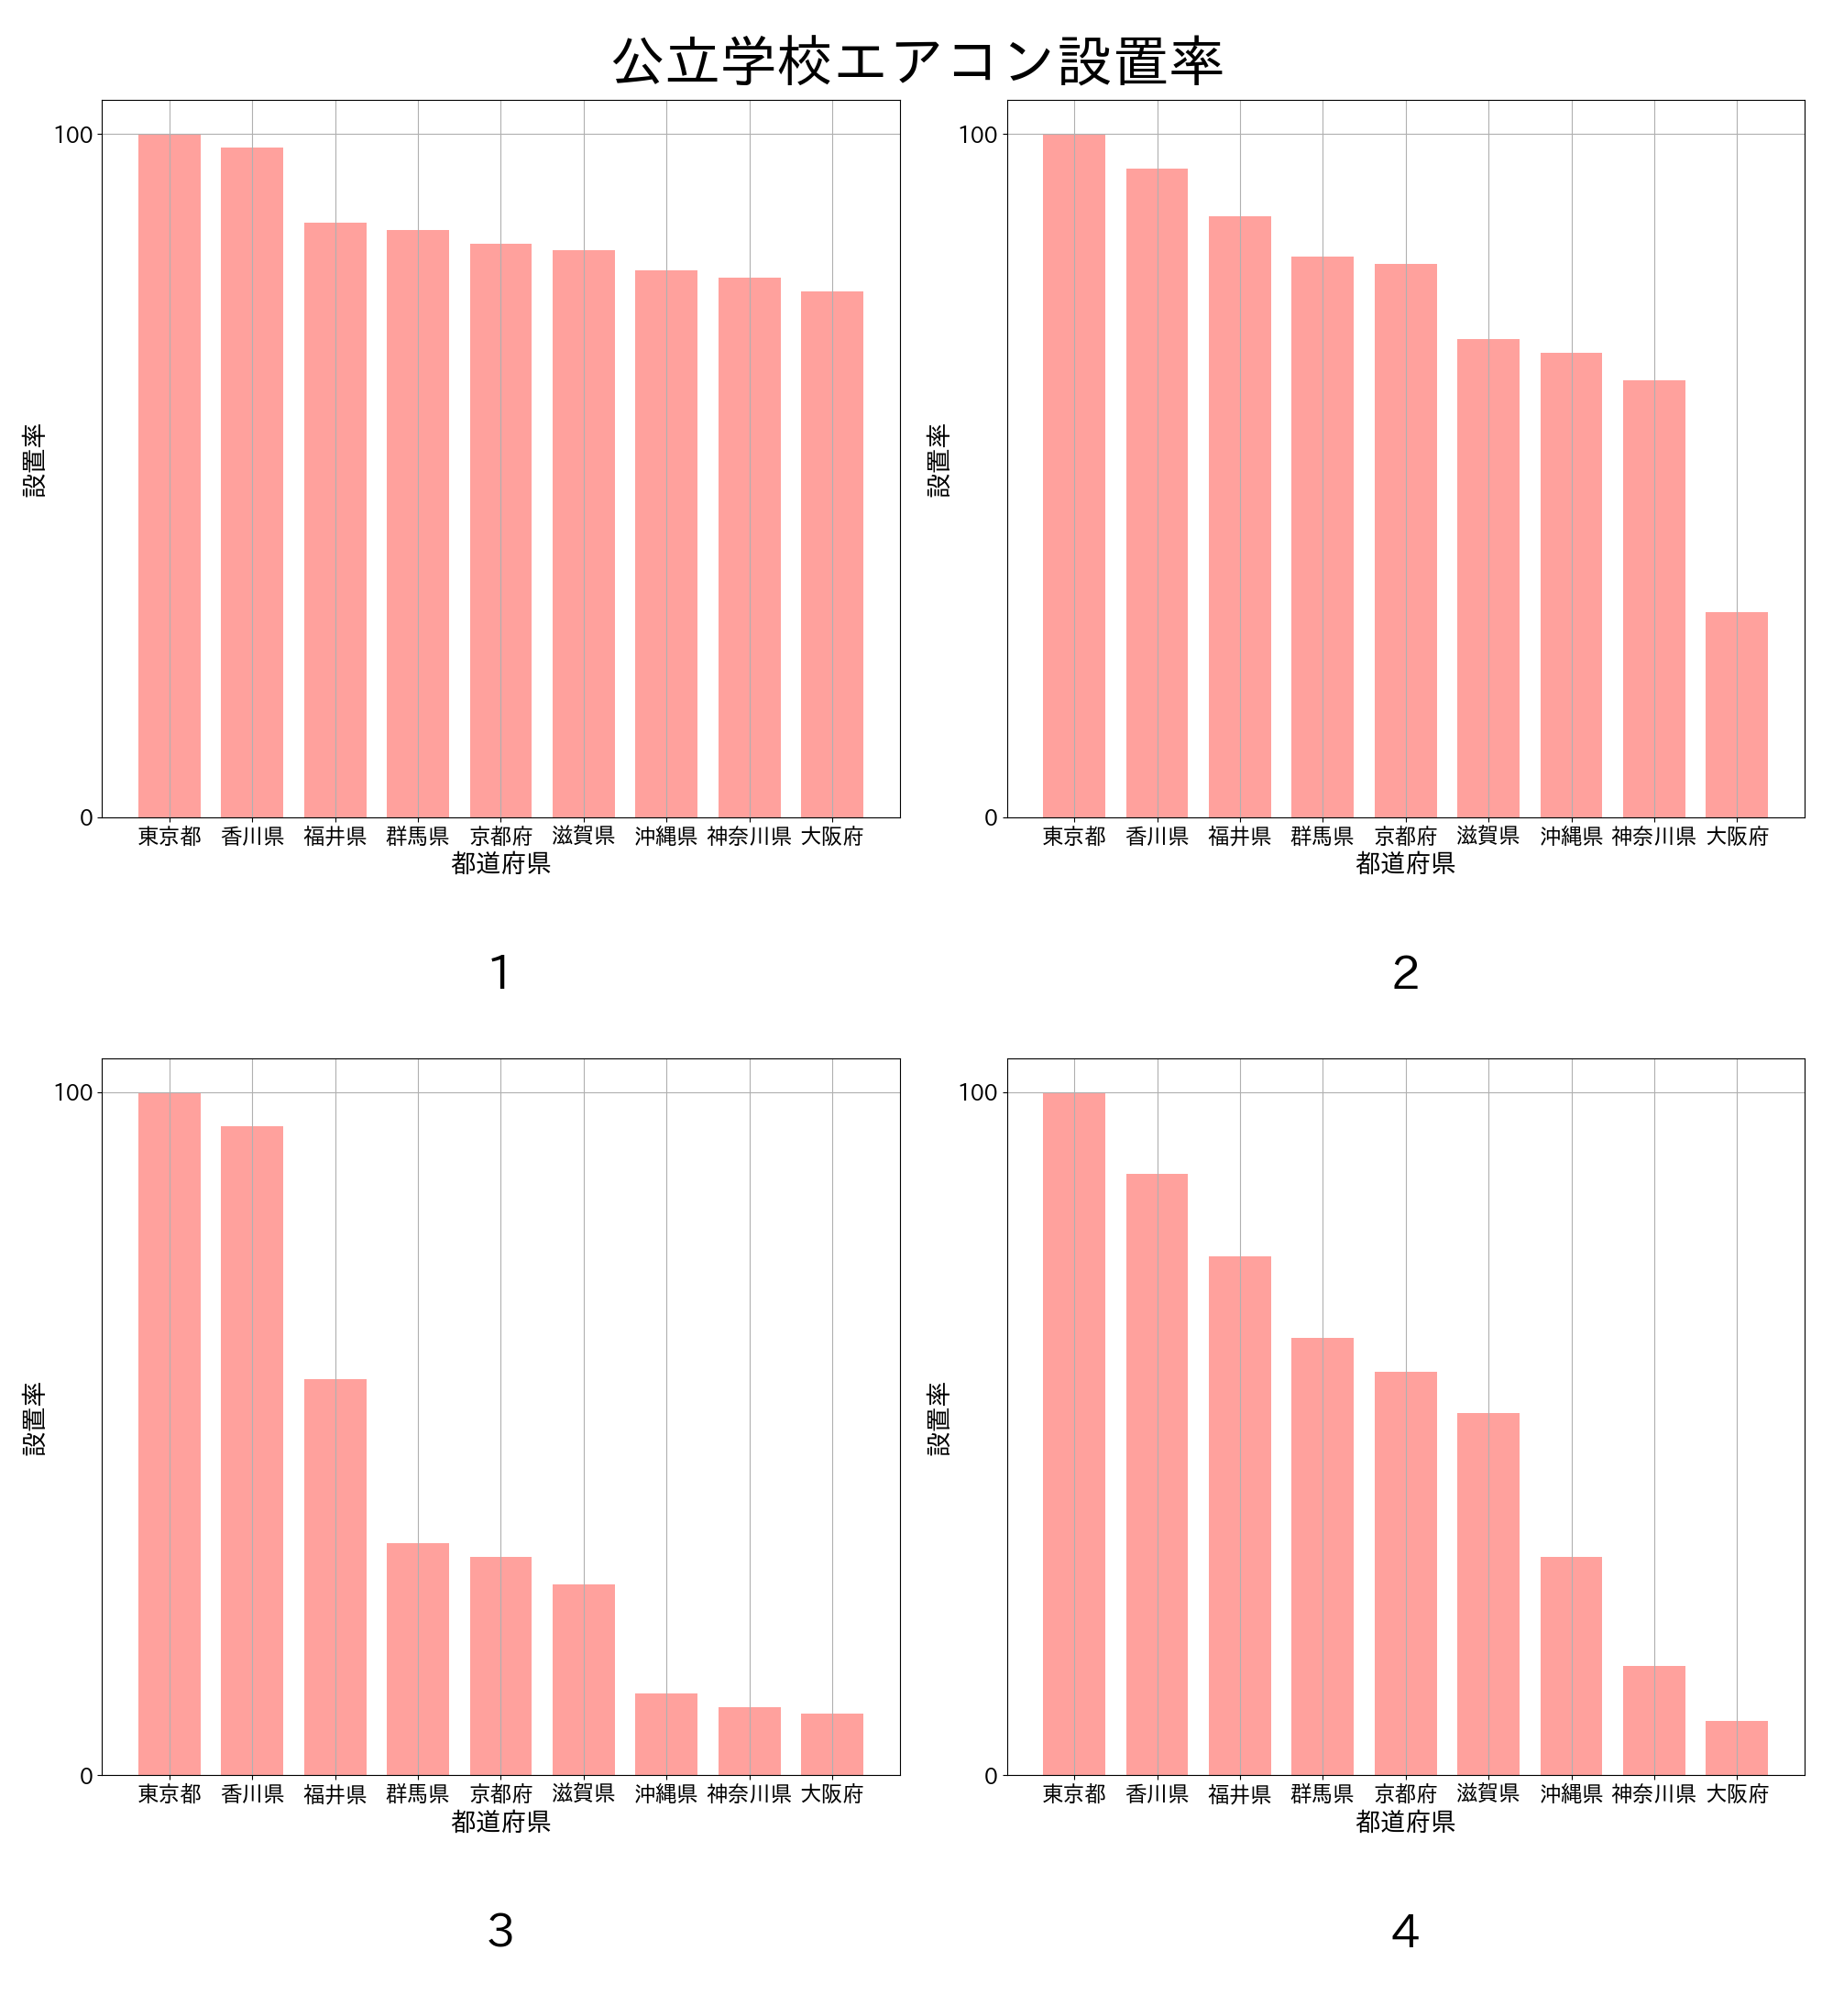 公立学校エアコン設置率
100
0
設置率
東京都 香川県 福井県 群馬県 京都府 滋賀県 沖縄県 神奈川県 大阪府
都道府県
1
100
0
設置率
東京都 香川県 福井県 群馬県 京都府 滋賀県 沖縄県 神奈川県 大阪府
都道府県
2
100
0
設置率
東京都 香川県 福井県 群馬県 京都府 滋賀県 沖縄県 神奈川県 大阪府
都道府県
3
100
0
設置率
東京都 香川県 福井県 群馬県 京都府 滋賀県 沖縄県 神奈川県 大阪府
都道府県
4